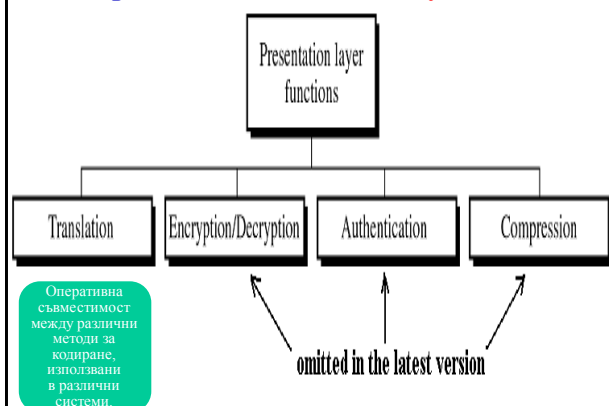 Presentation layer
functions
Translation
Encryption/Decryption
Authentication
Compression
Оперативна
съвместимост
между различни
методи за
кодиране,
използвани
в различни
системи.
omitted in the latest version